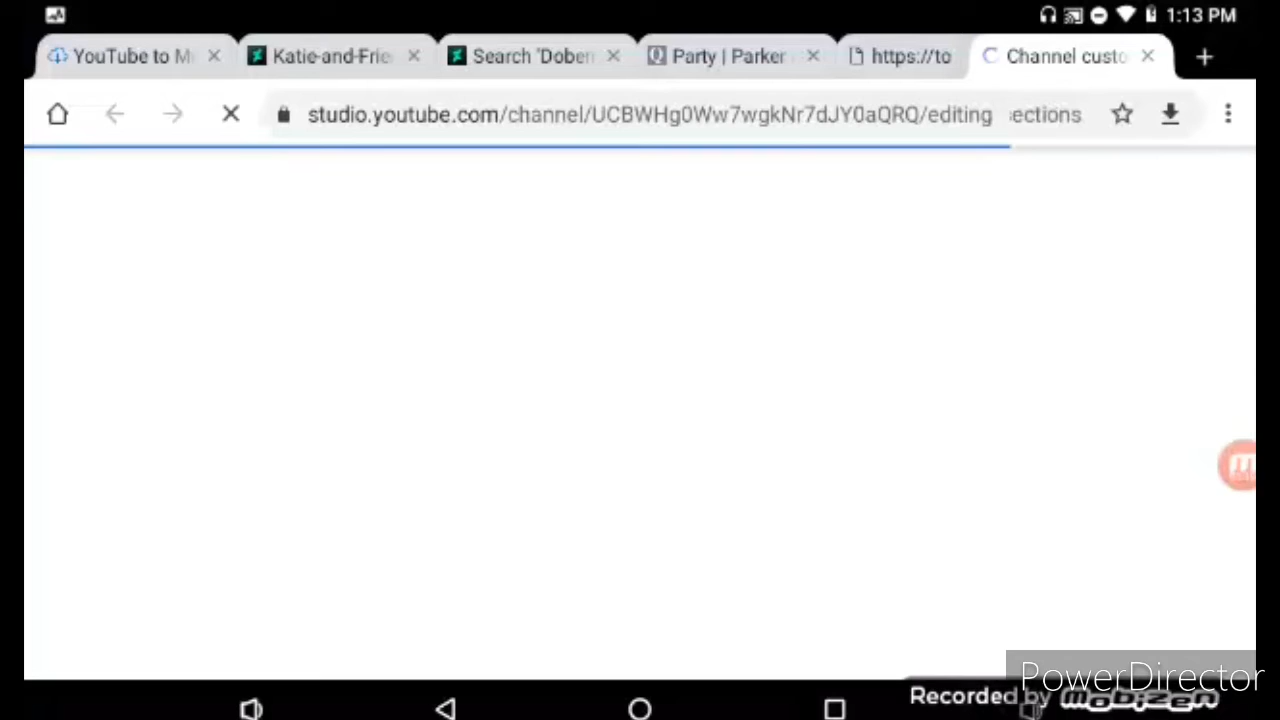 1:13 PM
YouTube to M
Katie-and-Frie
Search 'Dober
Party | Parker
https://to
Channel custo
studio.youtube.com/channel/UCBWHg0Ww7wgkNr7dJY0aQRQ/editing ections
PowerDirector
Recorded by mobizen